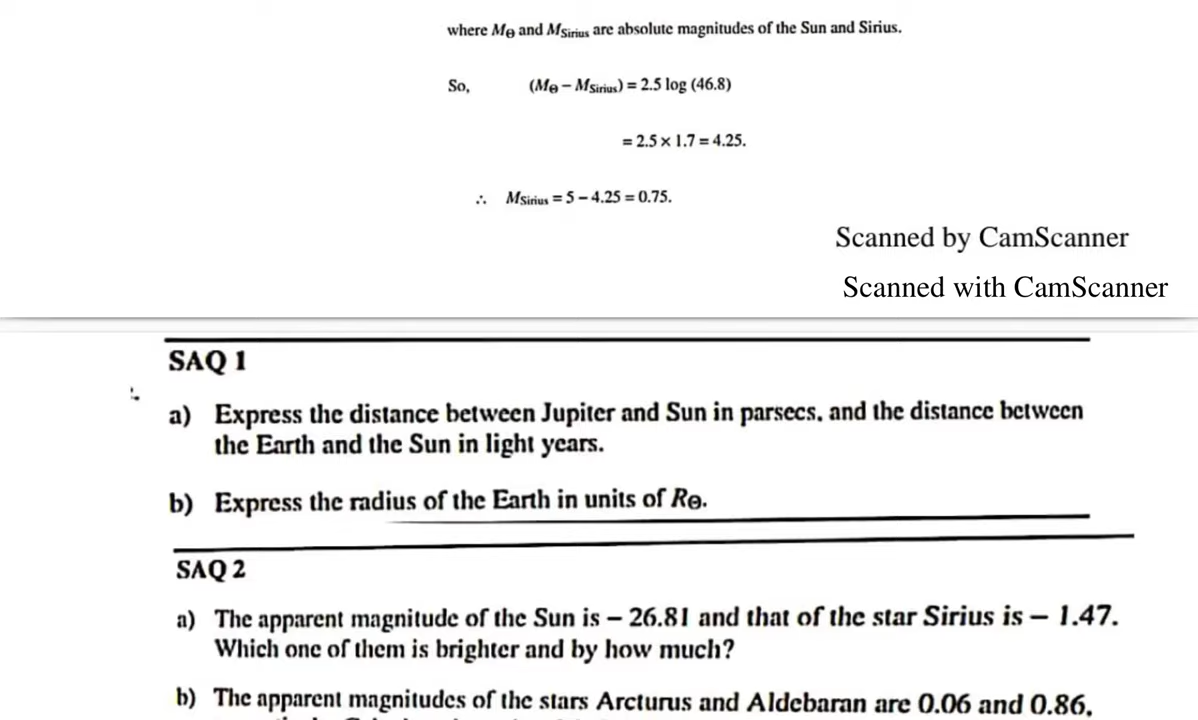 where M⊙ and MSirius are absolute magnitudes of the Sun and Sirius.
So, (M⊙ – MSirius) = 2.5 log (46.8)
= 2.5 × 1.7 = 4.25.
∴ MSirius = 5 – 4.25 = 0.75.
Scanned by CamScanner
Scanned with CamScanner
SAQ 1
a) Express the distance between Jupiter and Sun in parsecs, and the distance between
the Earth and the Sun in light years.
b) Express the radius of the Earth in units of R⊙.
SAQ 2
a) The apparent magnitude of the Sun is – 26.81 and that of the star Sirius is – 1.47.
Which one of them is brighter and by how much?
b) The apparent magnitudes of the stars Arcturus and Aldebaran are 0.06 and 0.86,